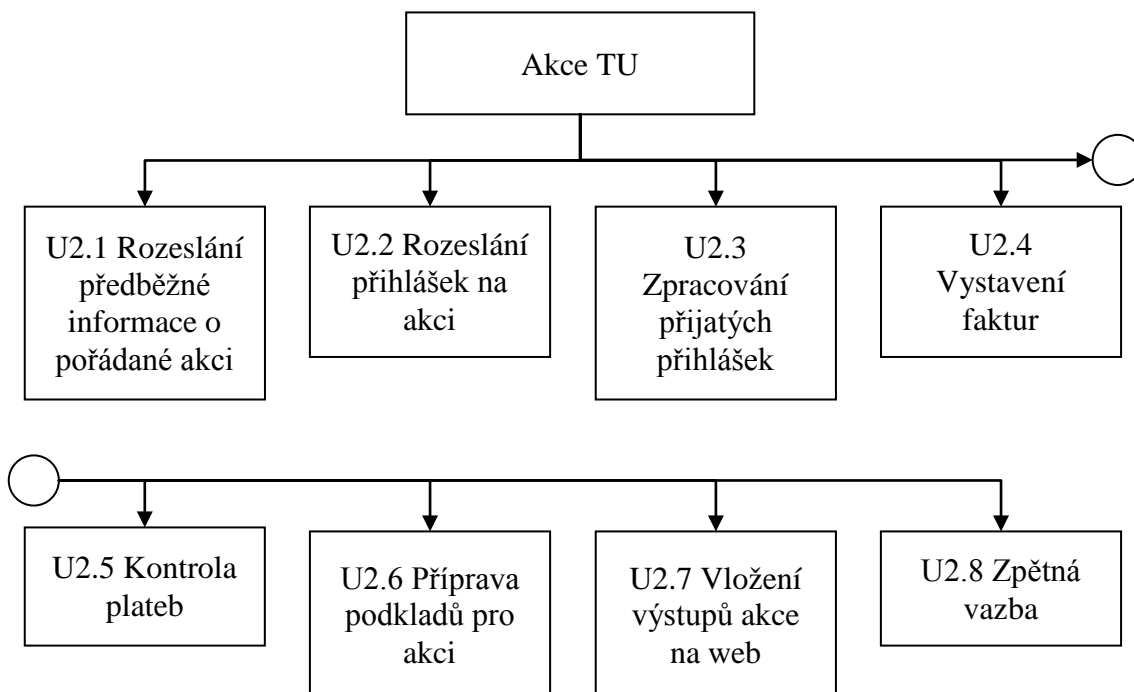 Akce TU
U2.1 Rozeslání
předběžné
informace o
pořádané akci
U2.2 Rozeslání
přihlášek na
akci
U2.3
Zpracování
přijatých
přihlášek
U2.4
Vystavení
faktur
U2.5 Kontrola
plateb
U2.6 Příprava
podkladů pro
akci
U2.7 Vložení
výstupů akce
na web
U2.8 Zpětná
vazba